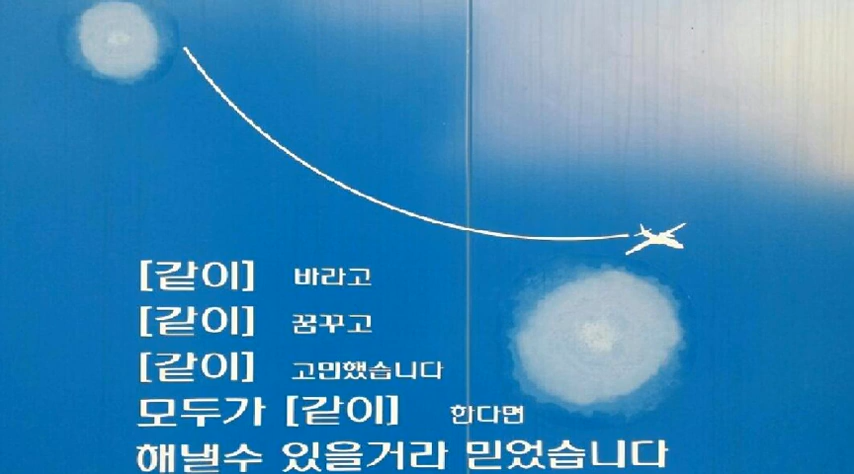 [같이] 바라고
[같이] 꿈꾸고
[같이] 고민했습니다
모두가 [같이] 한다면
해낼수 있을거라 믿었습니다